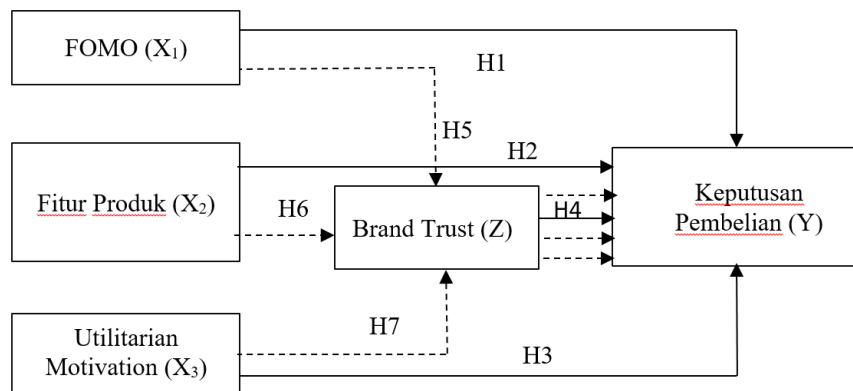 FOMO (X₁)
H1
H5
H2
Fitur Produk (X₂)
H6
Brand Trust (Z)
H4
Keputusan
Pembelian (Y)
H7
Utilitarian
Motivation (X₃)
H3